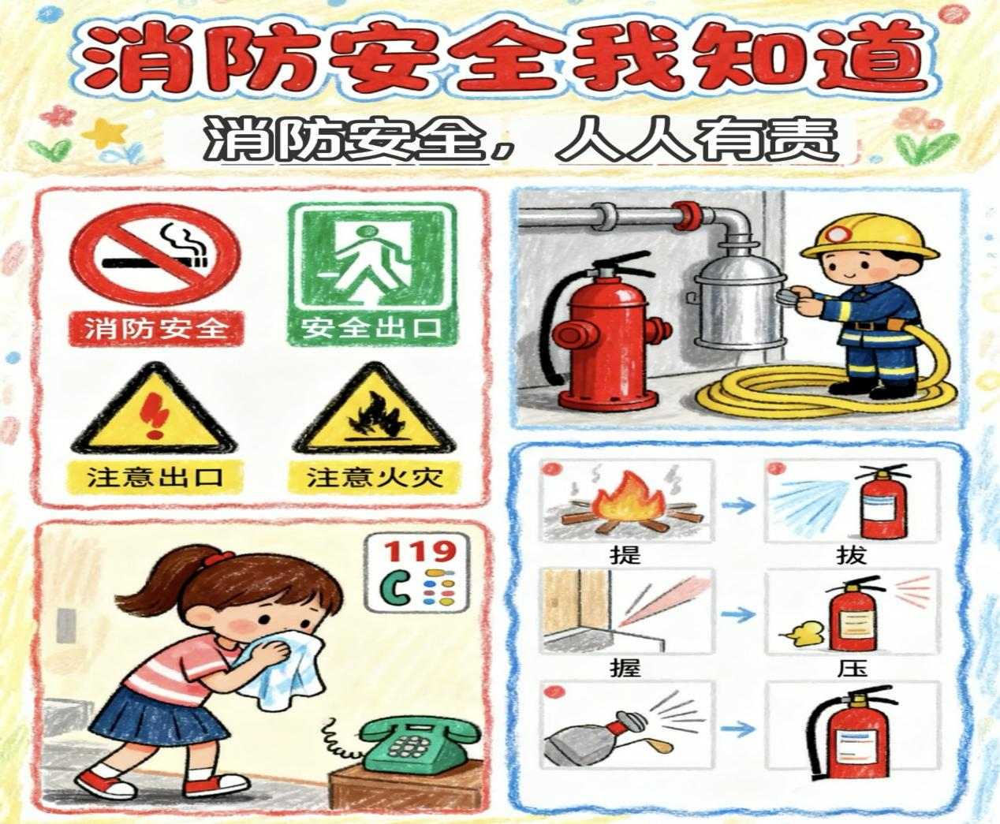 消防安全我知道
消防安全，人人有责
消防安全
安全出口
注意出口
注意火灾
119
提
拔
握
压